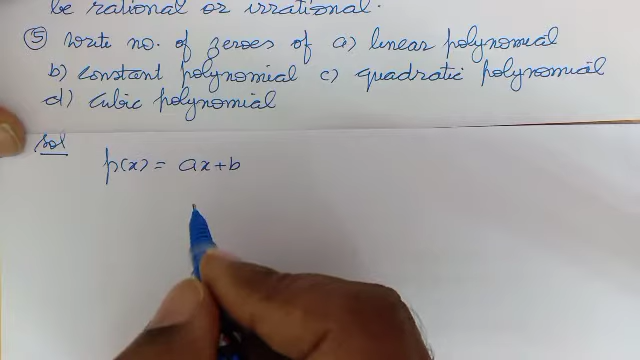 be rational or irrational.
⑤ Write no. of zeroes of a) linear polynomial
b) constant polynomial c) quadratic polynomial
d) cubic polynomial
Sol
p(x) = ax+b